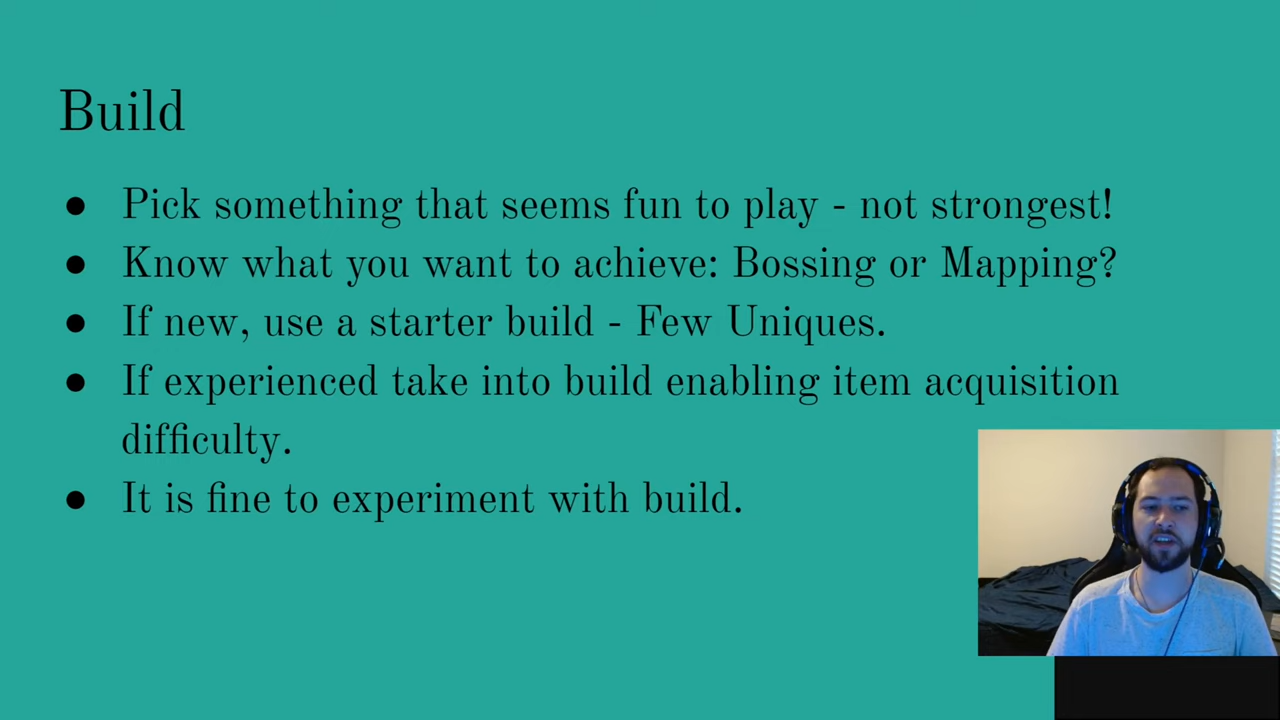 Build
● Pick something that seems fun to play - not strongest!
● Know what you want to achieve: Bossing or Mapping?
● If new, use a starter build - Few Uniques.
● If experienced take into build enabling item acquisition
difficulty.
● It is fine to experiment with build.